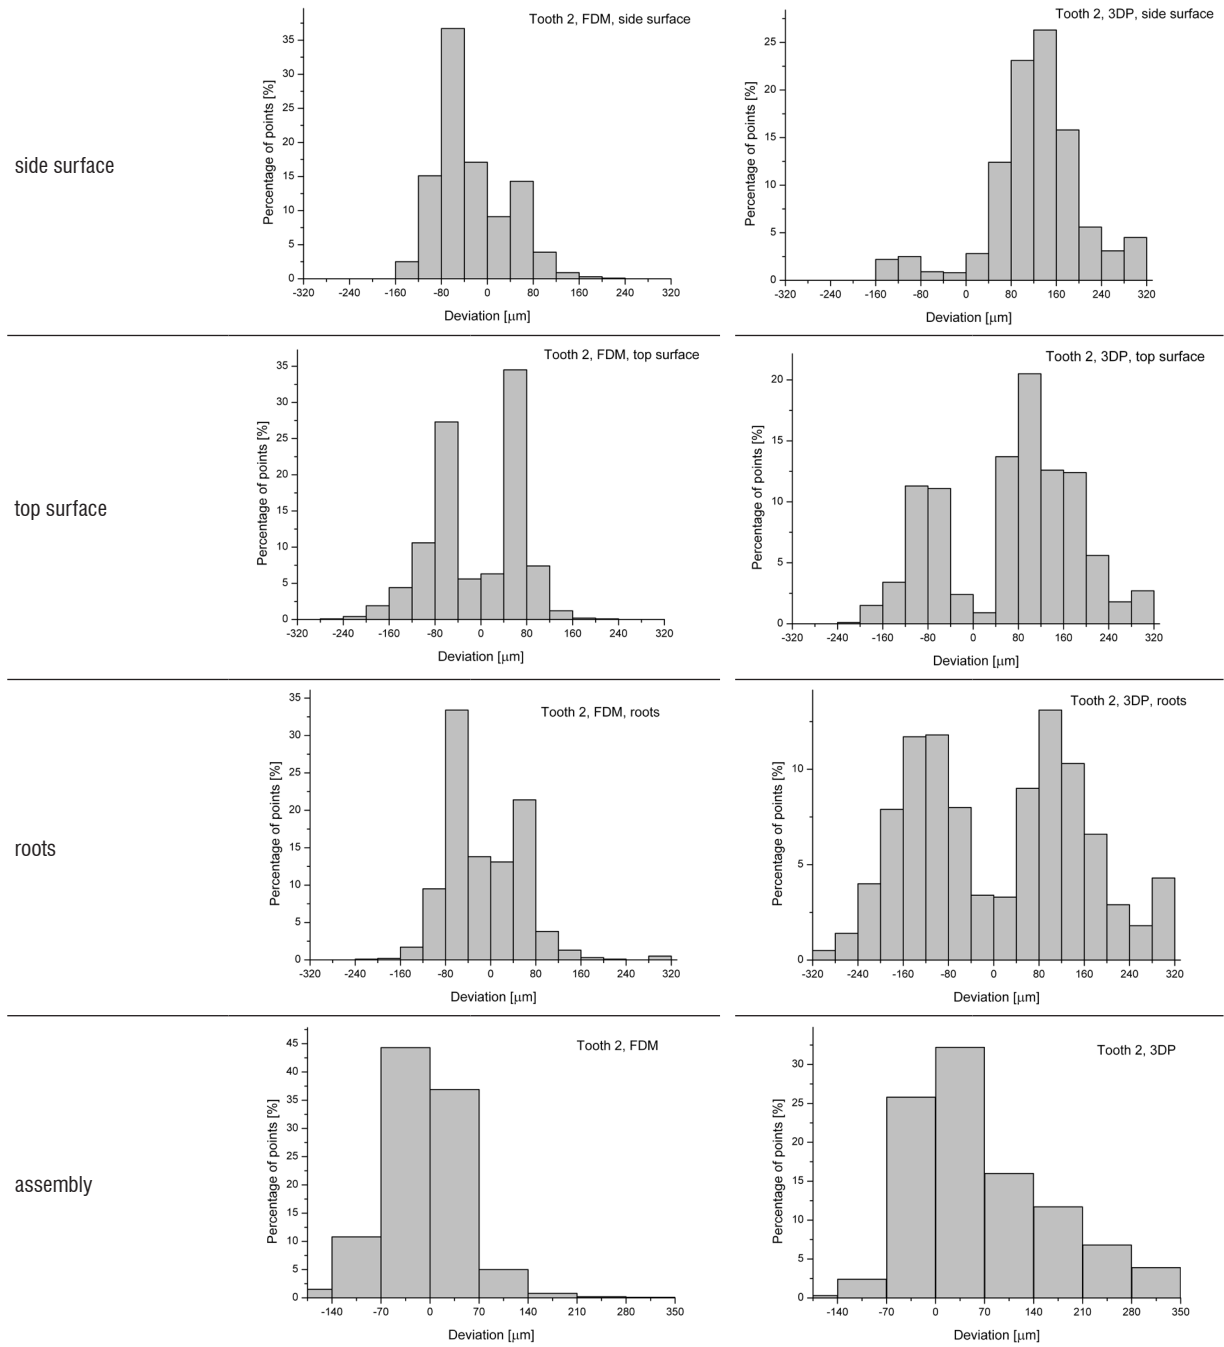 side surface
Tooth 2, FDM, side surface
Percentage of points [%]
35
30
25
20
15
10
5
0
-320 -240 -160 -80 0 80 160 240 320
Deviation [µm]
Tooth 2, 3DP, side surface
Percentage of points [%]
25
20
15
10
5
0
-320 -240 -160 -80 0 80 160 240 320
Deviation [µm]
top surface
Tooth 2, FDM, top surface
Percentage of points [%]
35
30
25
20
15
10
5
0
-320 -240 -160 -80 0 80 160 240 320
Deviation [µm]
Tooth 2, 3DP, top surface
Percentage of points [%]
20
15
10
5
0
-320 -240 -160 -80 0 80 160 240 320
Deviation [µm]
roots
Tooth 2, FDM, roots
Percentage of points [%]
35
30
25
20
15
10
5
0
-320 -240 -160 -80 0 80 160 240 320
Deviation [µm]
Tooth 2, 3DP, roots
Percentage of points [%]
10
5
0
-320 -240 -160 -80 0 80 160 240 320
Deviation [µm]
assembly
Tooth 2, FDM
Percentage of points [%]
45
40
35
30
25
20
15
10
5
0
-140 -70 0 70 140 210 280 350
Deviation [µm]
Tooth 2, 3DP
Percentage of points [%]
30
25
20
15
10
5
0
-140 -70 0 70 140 210 280 350
Deviation [µm]